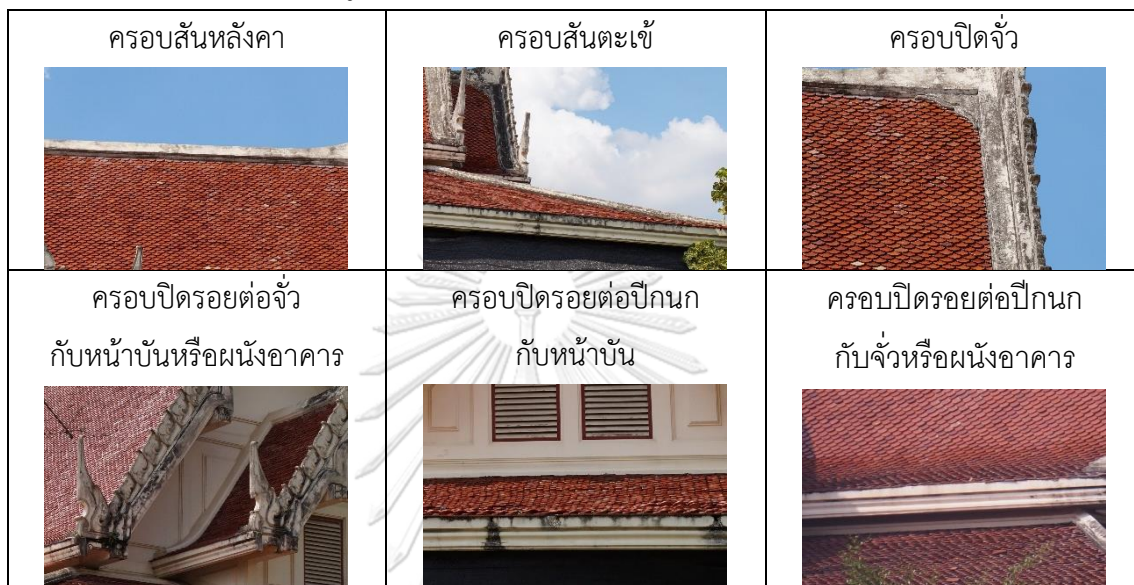 ครอบสันหลังคา
ครอบสันตะเข้
ครอบปิดจั่ว
ครอบปิดรอยต่อจั่ว
กับหน้าบันหรือผนังอาคาร
ครอบปิดรอยต่อปีกนก
กับหน้าบัน
ครอบปิดรอยต่อปีกนก
กับจั่วหรือผนังอาคาร